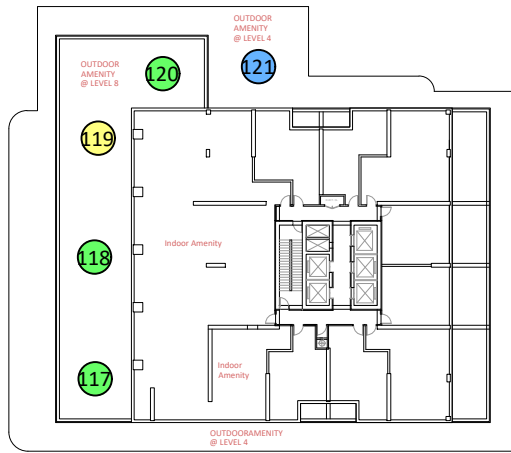 OUTDOOR
AMENITY
@ LEVEL 4
121
OUTDOOR
AMENITY
@ LEVEL 8
120
119
118
Indoor Amenity
117
Indoor
Amenity
OUTDOORAMENITY
@ LEVEL 4